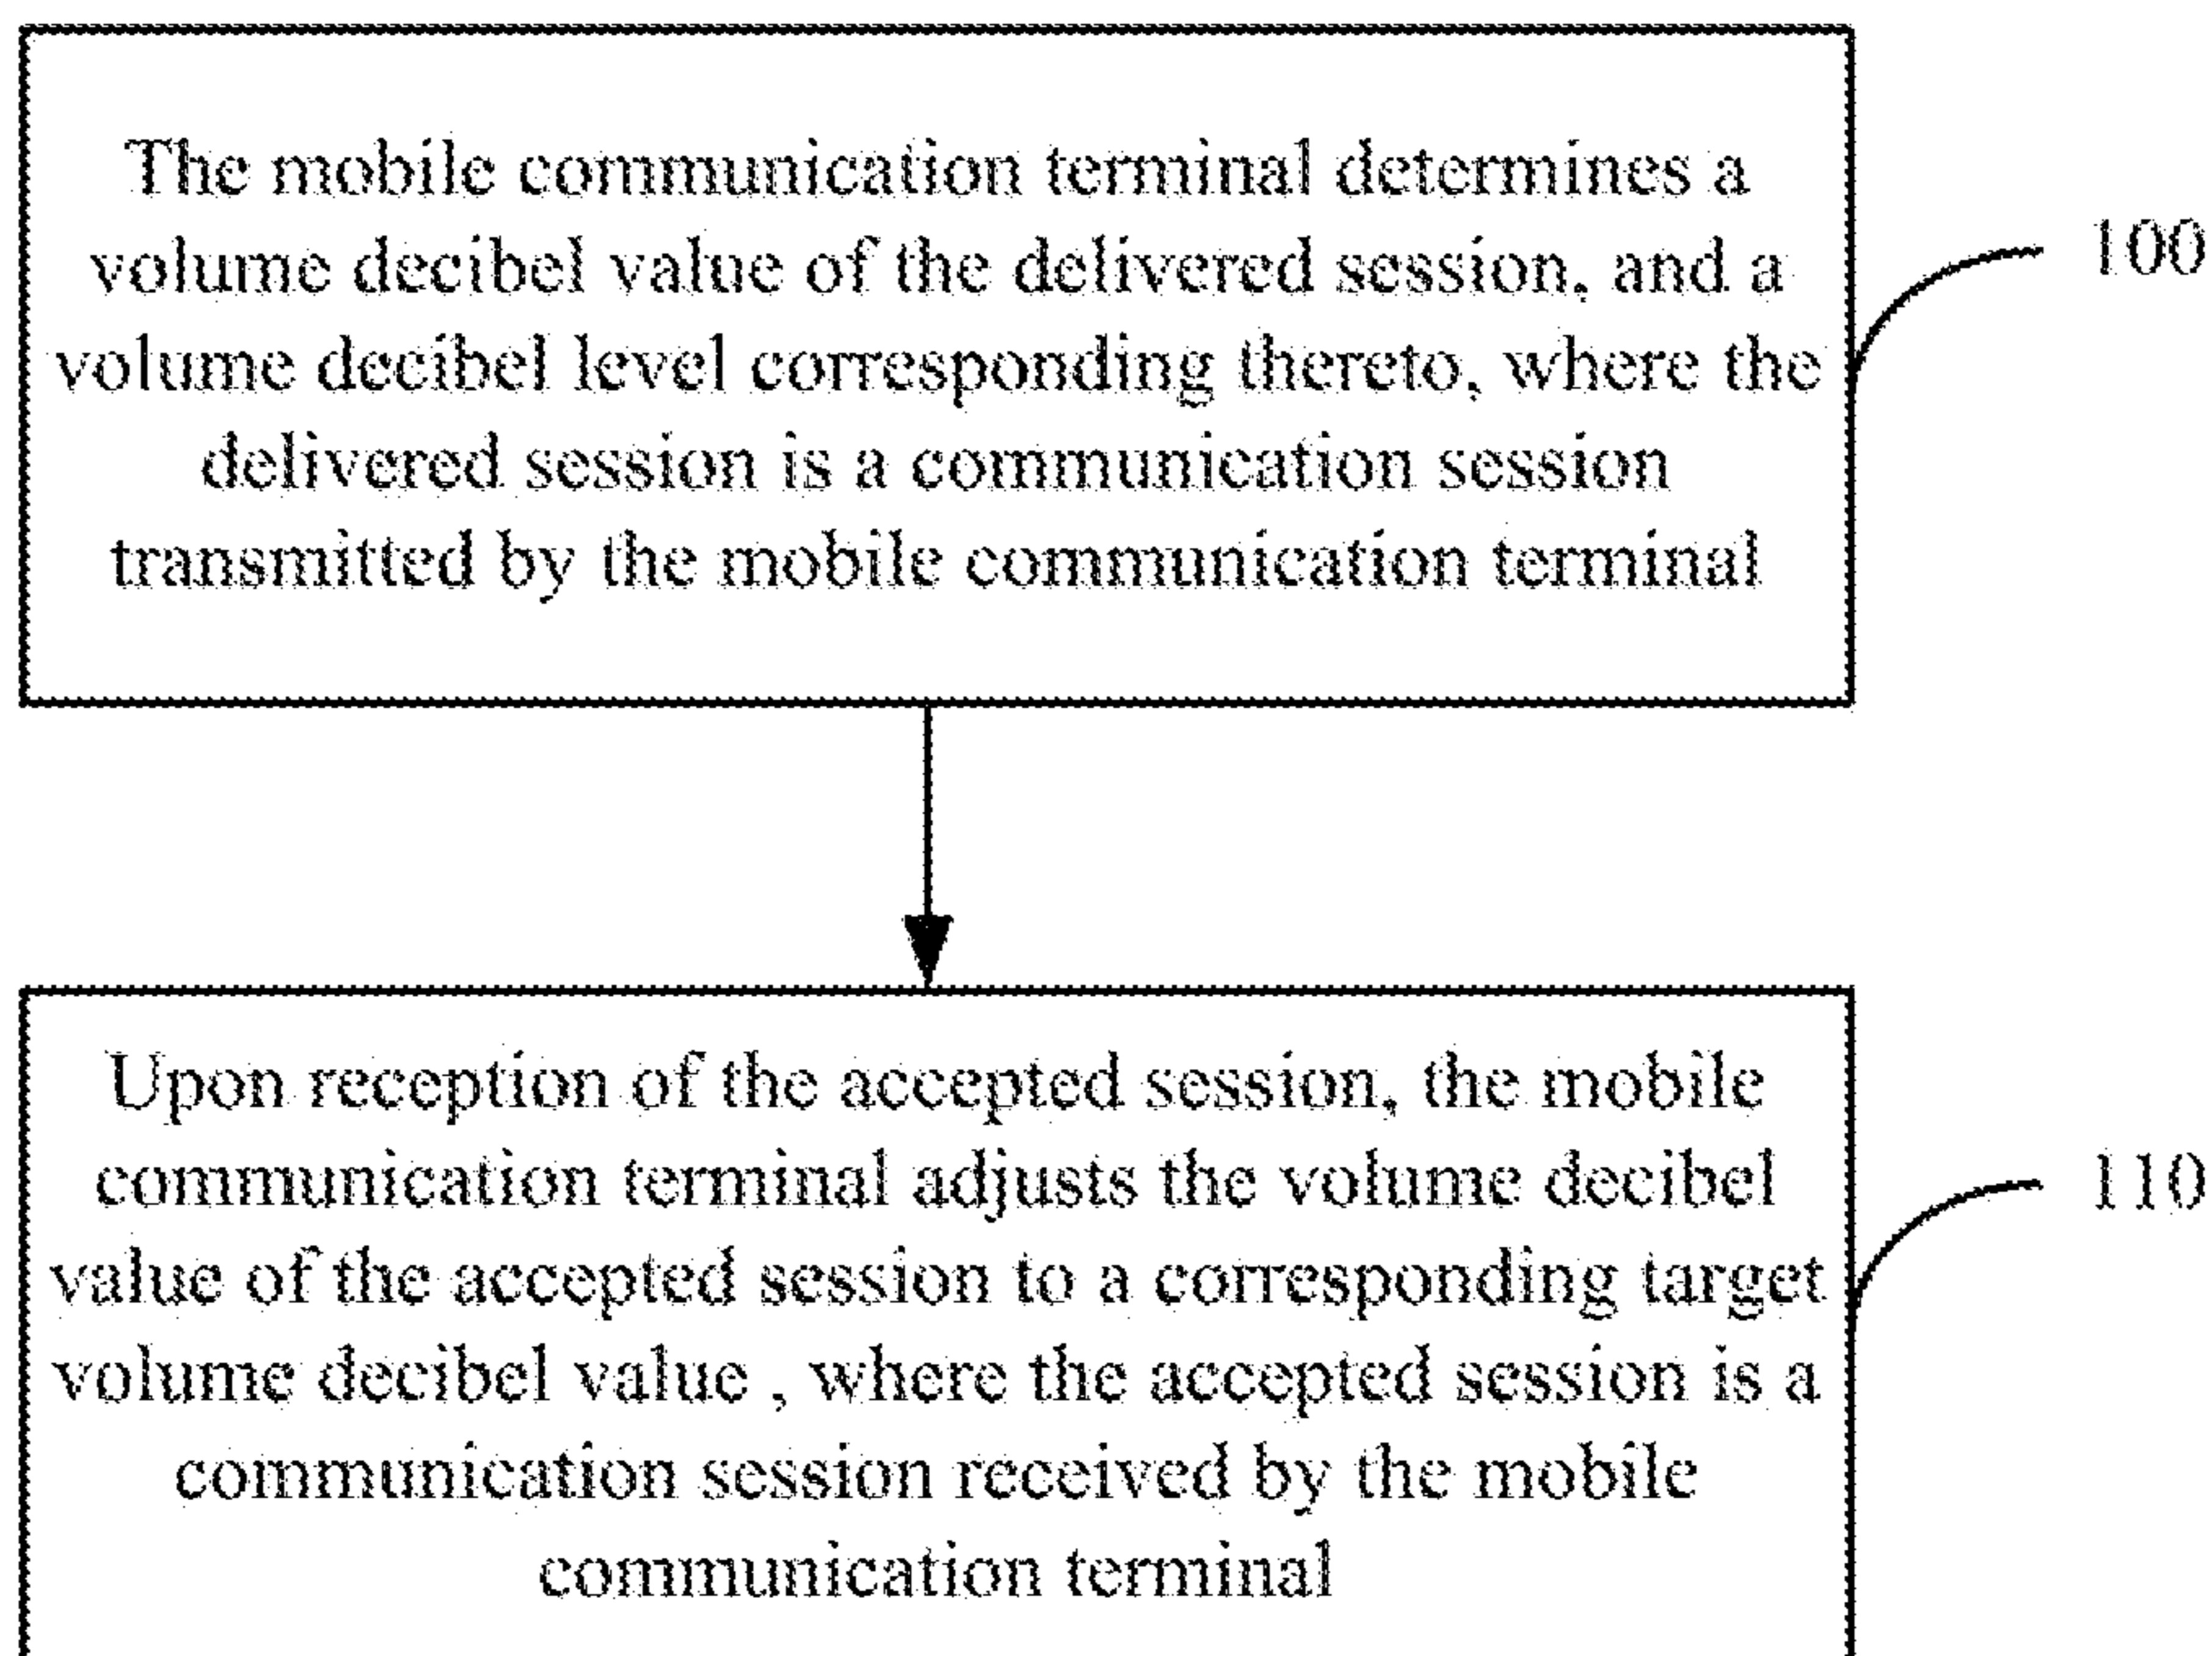 The mobile communication terminal determines a
volume decibel value of the delivered session, and a
volume decibel level corresponding thereto, where the
delivered session is a communication session
transmitted by the mobile communication terminal
100
Upon reception of the accepted session, the mobile
communication terminal adjusts the volume decibel
value of the accepted session to a corresponding target
volume decibel value , where the accepted session is a
communication session received by the mobile
communication terminal
110